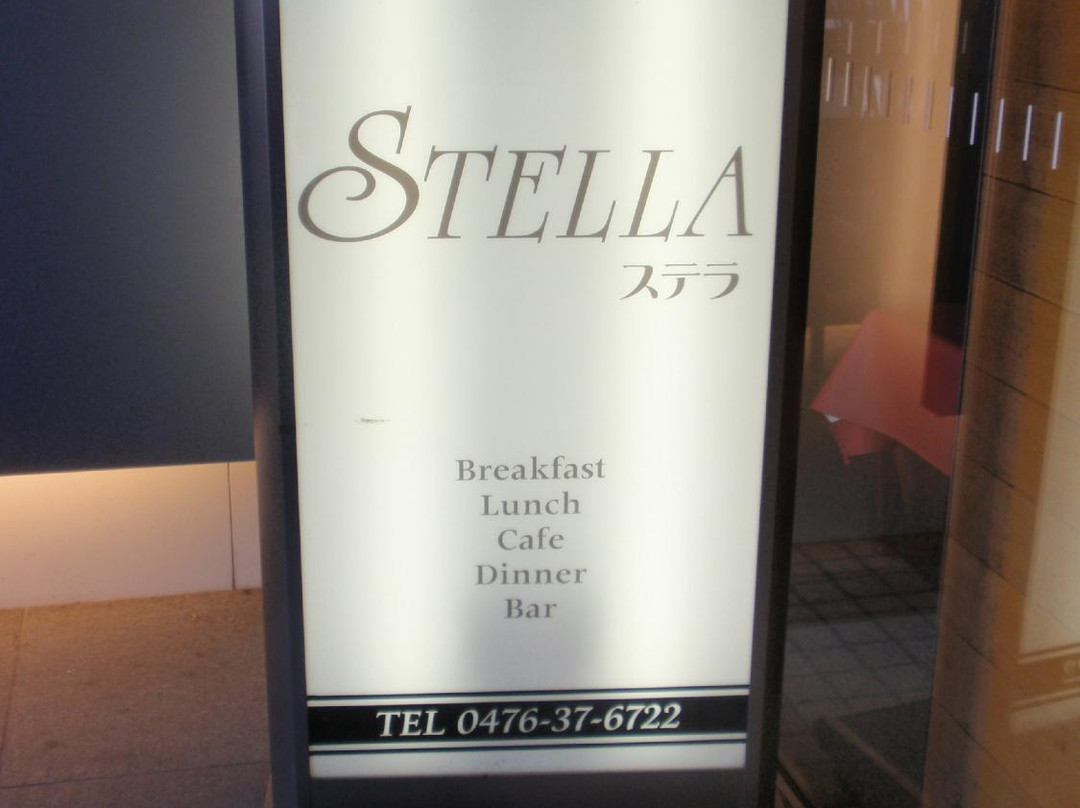 STELLA
ステラ
Breakfast
Lunch
Cafe
Dinner
Bar
TEL 0476-37-6722